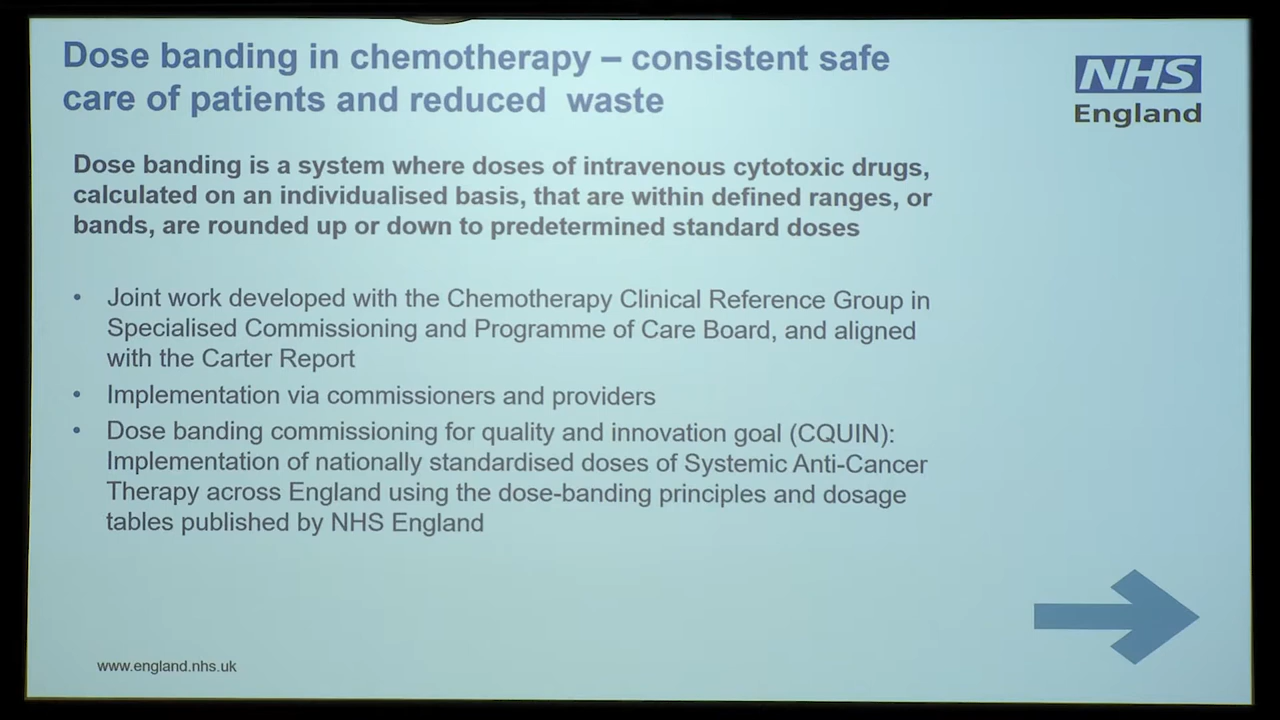 Dose banding in chemotherapy – consistent safe
care of patients and reduced  waste
NHS
England
Dose banding is a system where doses of intravenous cytotoxic drugs,
calculated on an individualised basis, that are within defined ranges, or
bands, are rounded up or down to predetermined standard doses
• Joint work developed with the Chemotherapy Clinical Reference Group in
Specialised Commissioning and Programme of Care Board, and aligned
with the Carter Report
• Implementation via commissioners and providers
• Dose banding commissioning for quality and innovation goal (CQUIN):
Implementation of nationally standardised doses of Systemic Anti-Cancer
Therapy across England using the dose-banding principles and dosage
tables published by NHS England
www.england.nhs.uk